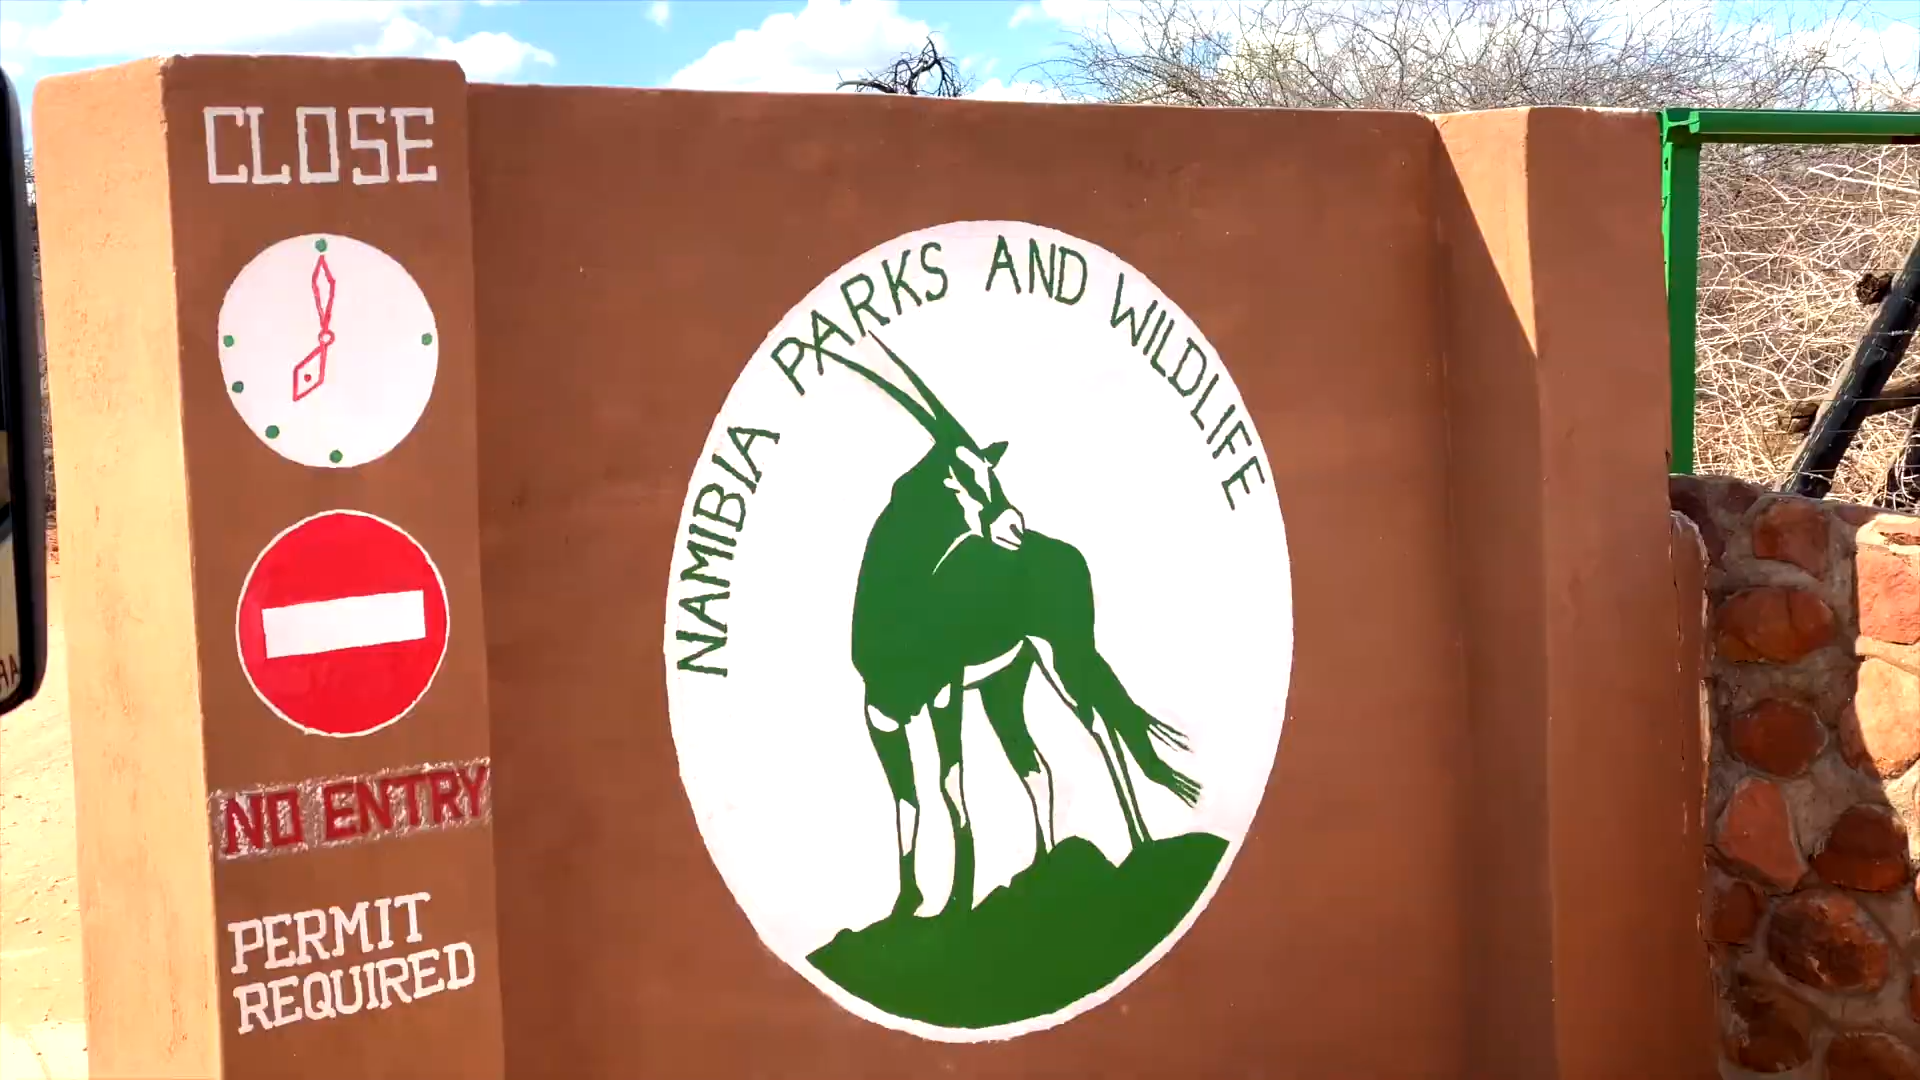 CLOSE
NO ENTRY
PERMIT
REQUIRED
NAMIBIA PARKS AND WILDLIFE